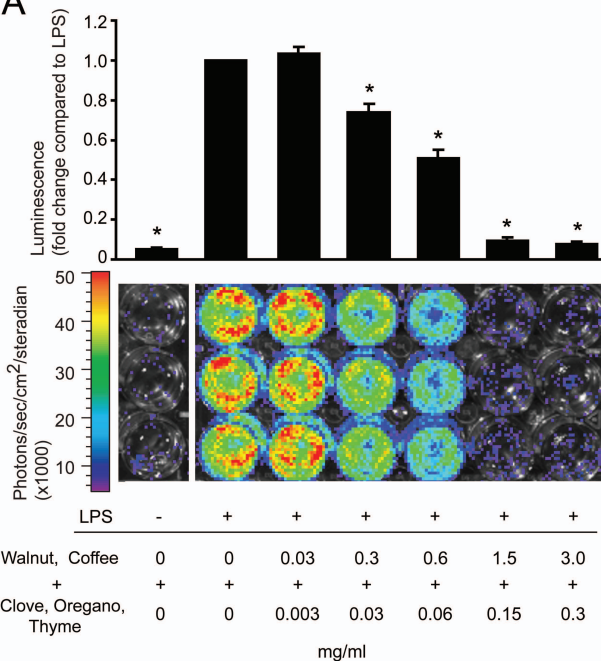 A
Luminescence
(fold change compared to LPS)
1.2
1.0
0.8
0.6
0.4
0.2
0
* * * * *
Photons/sec/cm2/steradian
(x1000)
50
40
30
20
10
LPS - + + + + + +
Walnut, Coffee 0 0 0.03 0.3 0.6 1.5 3.0
+ + + + + + + +
Clove, Oregano, Thyme 0 0 0.003 0.03 0.06 0.15 0.3
mg/ml